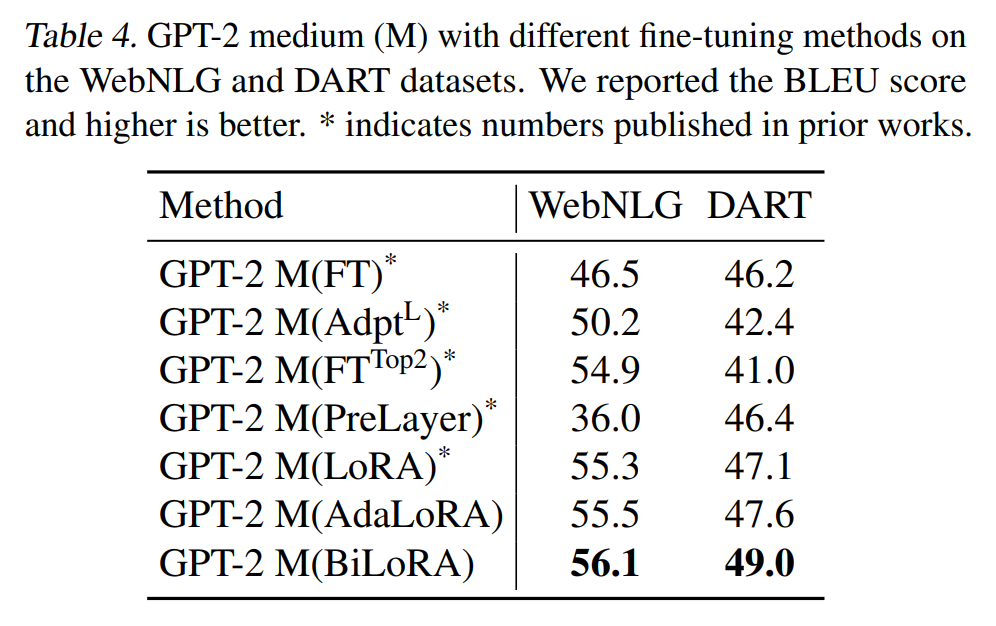 Table 4. GPT-2 medium (M) with different fine-tuning methods on
the WebNLG and DART datasets. We reported the BLEU score
and higher is better. * indicates numbers published in prior works.
Method WebNLG DART
GPT-2 M(FT)* 46.5 46.2
GPT-2 M(Adpt^L)* 50.2 42.4
GPT-2 M(FT^Top2)* 54.9 41.0
GPT-2 M(PreLayer)* 36.0 46.4
GPT-2 M(LoRA)* 55.3 47.1
GPT-2 M(AdaLoRA) 55.5 47.6
GPT-2 M(BiLoRA) 56.1 49.0